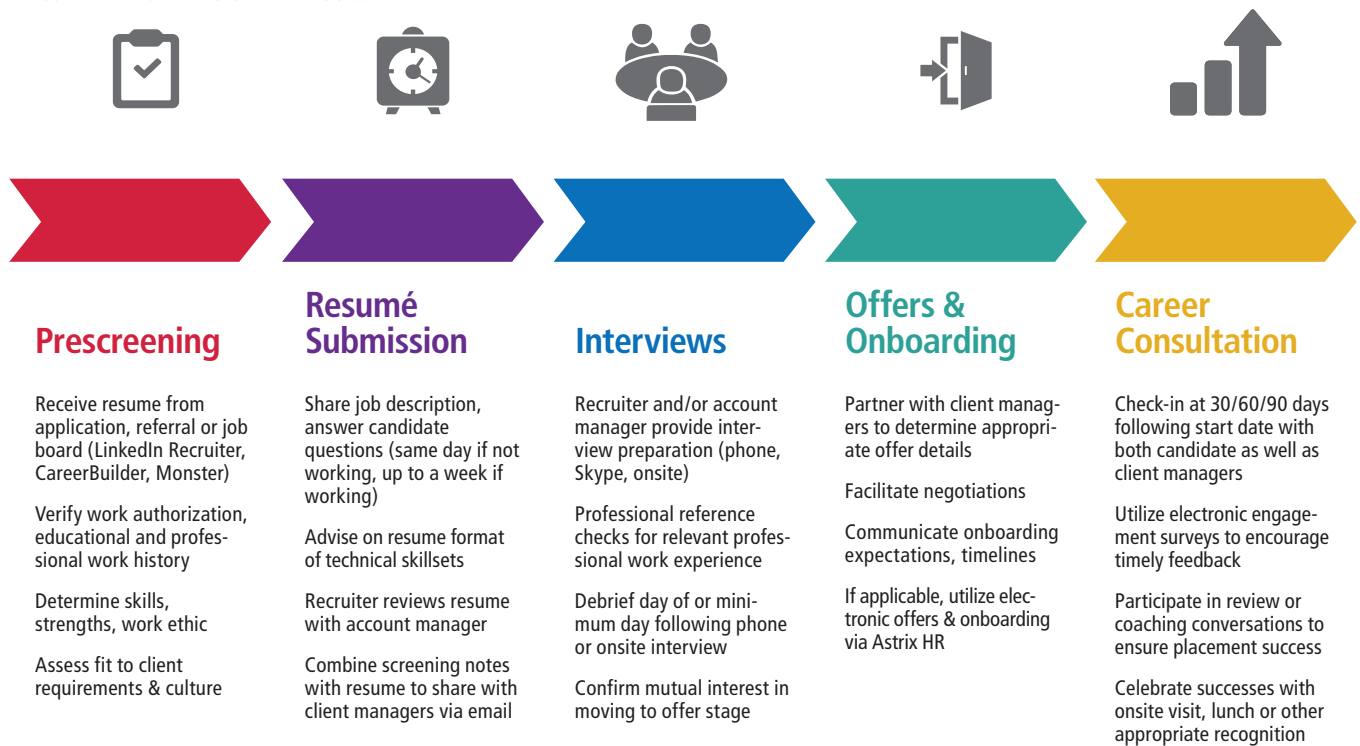 Prescreening
Receive resume from
application, referral or job
board (LinkedIn Recruiter,
CareerBuilder, Monster)
Verify work authorization,
educational and profes-
sional work history
Determine skills,
strengths, work ethic
Assess fit to client
requirements & culture
Resumé
Submission
Share job description,
answer candidate
questions (same day if not
working, up to a week if
working)
Advise on resume format
of technical skillsets
Recruiter reviews resume
with account manager
Combine screening notes
with resume to share with
client managers via email
Interviews
Recruiter and/or account
manager provide inter-
view preparation (phone,
Skype, onsite)
Professional reference
checks for relevant profes-
sional work experience
Debrief day of or mini-
mum day following phone
or onsite interview
Confirm mutual interest in
moving to offer stage
Offers &
Onboarding
Partner with client manag-
ers to determine appropri-
ate offer details
Facilitate negotiations
Communicate onboarding
expectations, timelines
If applicable, utilize elec-
tronic offers & onboarding
via Astrix HR
Career
Consultation
Check-in at 30/60/90 days
following start date with
both candidate as well as
client managers
Utilize electronic engage-
ment surveys to encourage
timely feedback
Participate in review or
coaching conversations to
ensure placement success
Celebrate successes with
onsite visit, lunch or other
appropriate recognition